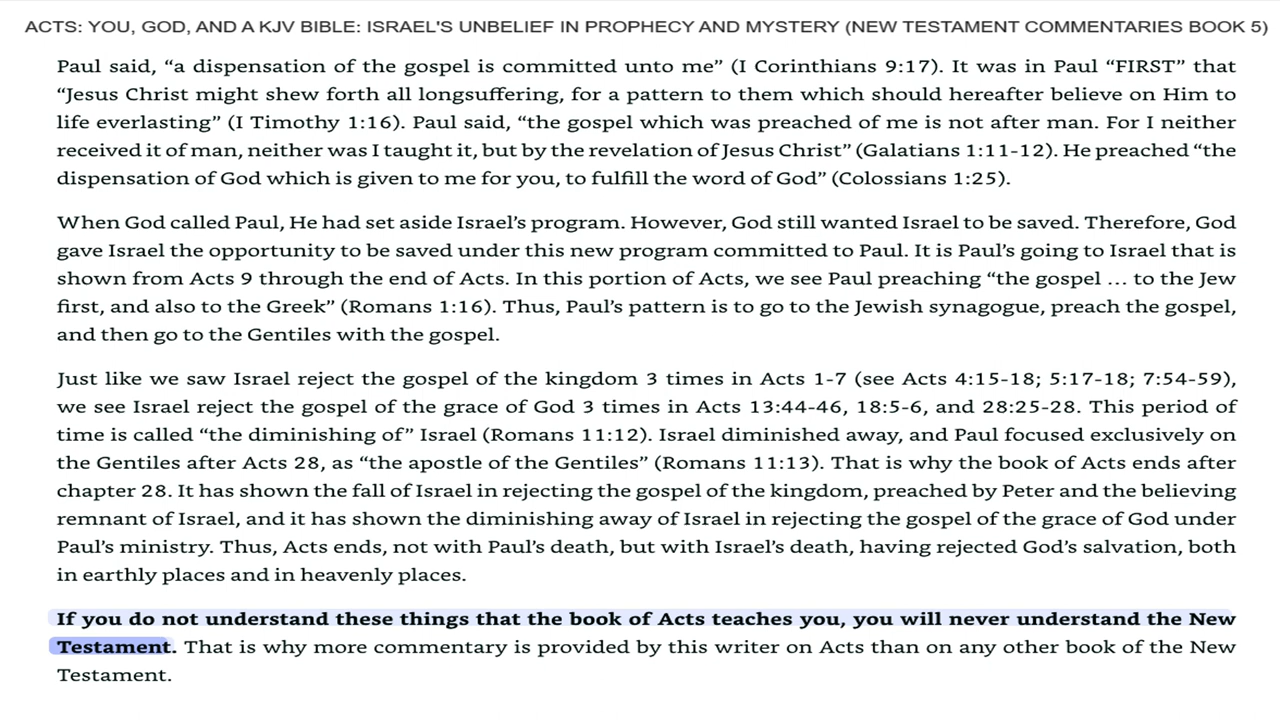 ACTS: YOU, GOD, AND A KJV BIBLE: ISRAEL'S UNBELIEF IN PROPHECY AND MYSTERY (NEW TESTAMENT COMMENTARIES BOOK 5)
Paul said, “a dispensation of the gospel is committed unto me” (I Corinthians 9:17). It was in Paul “FIRST” that
“Jesus Christ might shew forth all longsuffering, for a pattern to them which should hereafter believe on Him to
life everlasting” (I Timothy 1:16). Paul said, “the gospel which was preached of me is not after man. For I neither
received it of man, neither was I taught it, but by the revelation of Jesus Christ” (Galatians 1:11-12). He preached “the
dispensation of God which is given to me for you, to fulfill the word of God” (Colossians 1:25).
When God called Paul, He had set aside Israel’s program. However, God still wanted Israel to be saved. Therefore, God
gave Israel the opportunity to be saved under this new program committed to Paul. It is Paul’s going to Israel that is
shown from Acts 9 through the end of Acts. In this portion of Acts, we see Paul preaching “the gospel … to the Jew
first, and also to the Greek” (Romans 1:16). Thus, Paul’s pattern is to go to the Jewish synagogue, preach the gospel,
and then go to the Gentiles with the gospel.
Just like we saw Israel reject the gospel of the kingdom 3 times in Acts 1-7 (see Acts 4:15-18; 5:17-18; 7:54-59),
we see Israel reject the gospel of the grace of God 3 times in Acts 13:44-46, 18:5-6, and 28:25-28. This period of
time is called “the diminishing of” Israel (Romans 11:12). Israel diminished away, and Paul focused exclusively on
the Gentiles after Acts 28, as “the apostle of the Gentiles” (Romans 11:13). That is why the book of Acts ends after
chapter 28. It has shown the fall of Israel in rejecting the gospel of the kingdom, preached by Peter and the believing
remnant of Israel, and it has shown the diminishing away of Israel in rejecting the gospel of the grace of God under
Paul’s ministry. Thus, Acts ends, not with Paul’s death, but with Israel’s death, having rejected God’s salvation, both
in earthly places and in heavenly places.
If you do not understand these things that the book of Acts teaches you, you will never understand the New
Testament. That is why more commentary is provided by this writer on Acts than on any other book of the New
Testament.